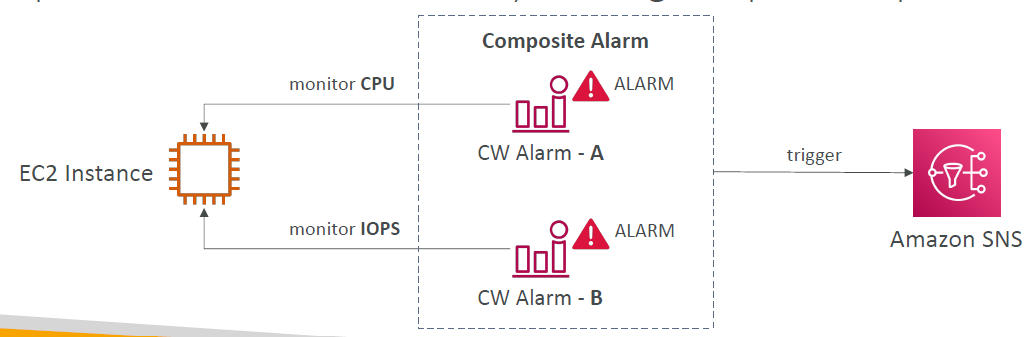 Composite Alarm
monitor CPU
ALARM
CW Alarm - A
EC2 Instance
trigger
monitor IOPS
ALARM
CW Alarm - B
Amazon SNS